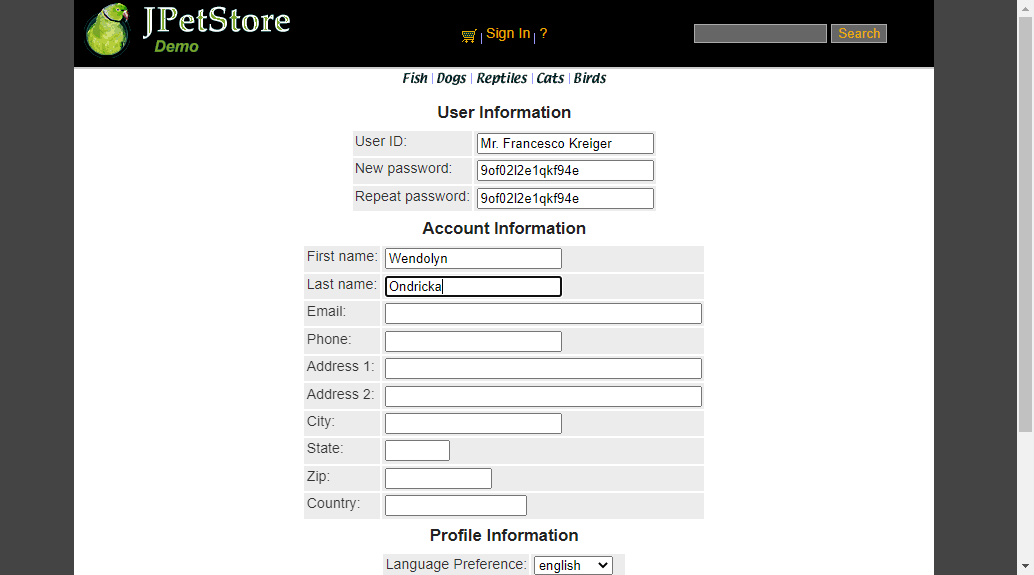 JPetStore
Demo
Sign In | ?
Search
Fish | Dogs | Reptiles | Cats | Birds
User Information
User ID: Mr. Francesco Kreiger
New password: 9of02l2e1qkf94e
Repeat password: 9of02l2e1qkf94e
Account Information
First name: Wendolyn
Last name: Ondricka
Email:
Phone:
Address 1:
Address 2:
City:
State:
Zip:
Country:
Profile Information
Language Preference: english